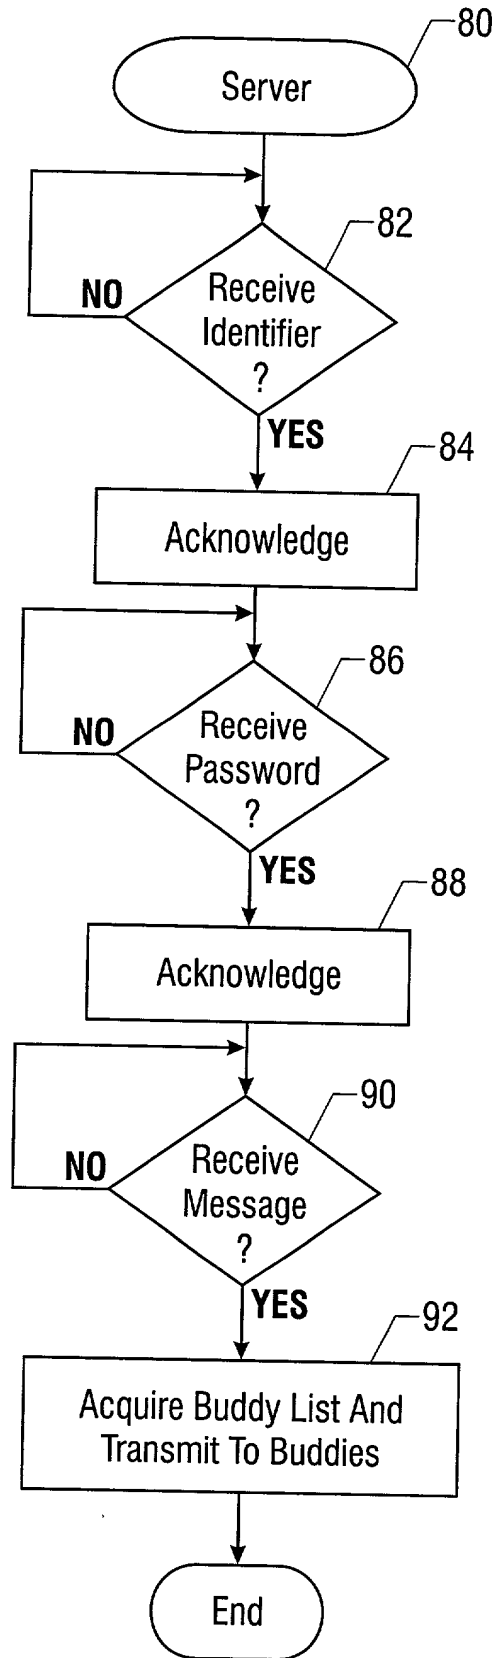 80
Server
82
NO
Receive
Identifier
?
YES
84
Acknowledge
86
NO
Receive
Password
?
YES
88
Acknowledge
90
NO
Receive
Message
?
YES
92
Acquire Buddy List And
Transmit To Buddies
End